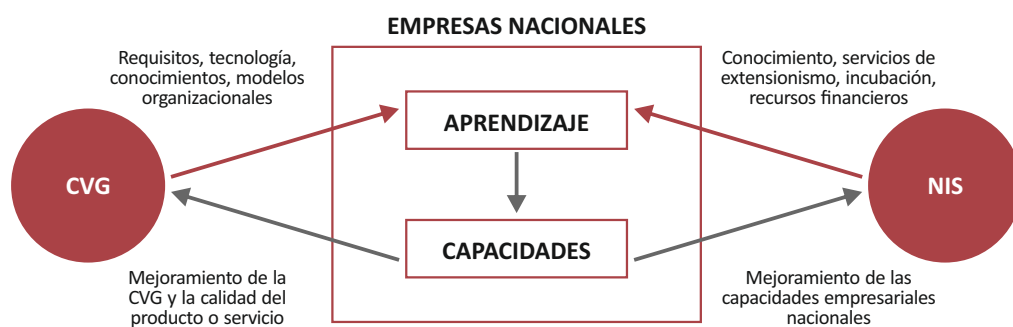 EMPRESAS NACIONALES
Requisitos, tecnología,
conocimientos, modelos
organizacionales
Conocimiento, servicios de
extensionismo, incubación,
recursos financieros
APRENDIZAJE
CVG
NIS
CAPACIDADES
Mejoramiento de la
CVG y la calidad del
producto o servicio
Mejoramiento de las
capacidades empresariales
nacionales